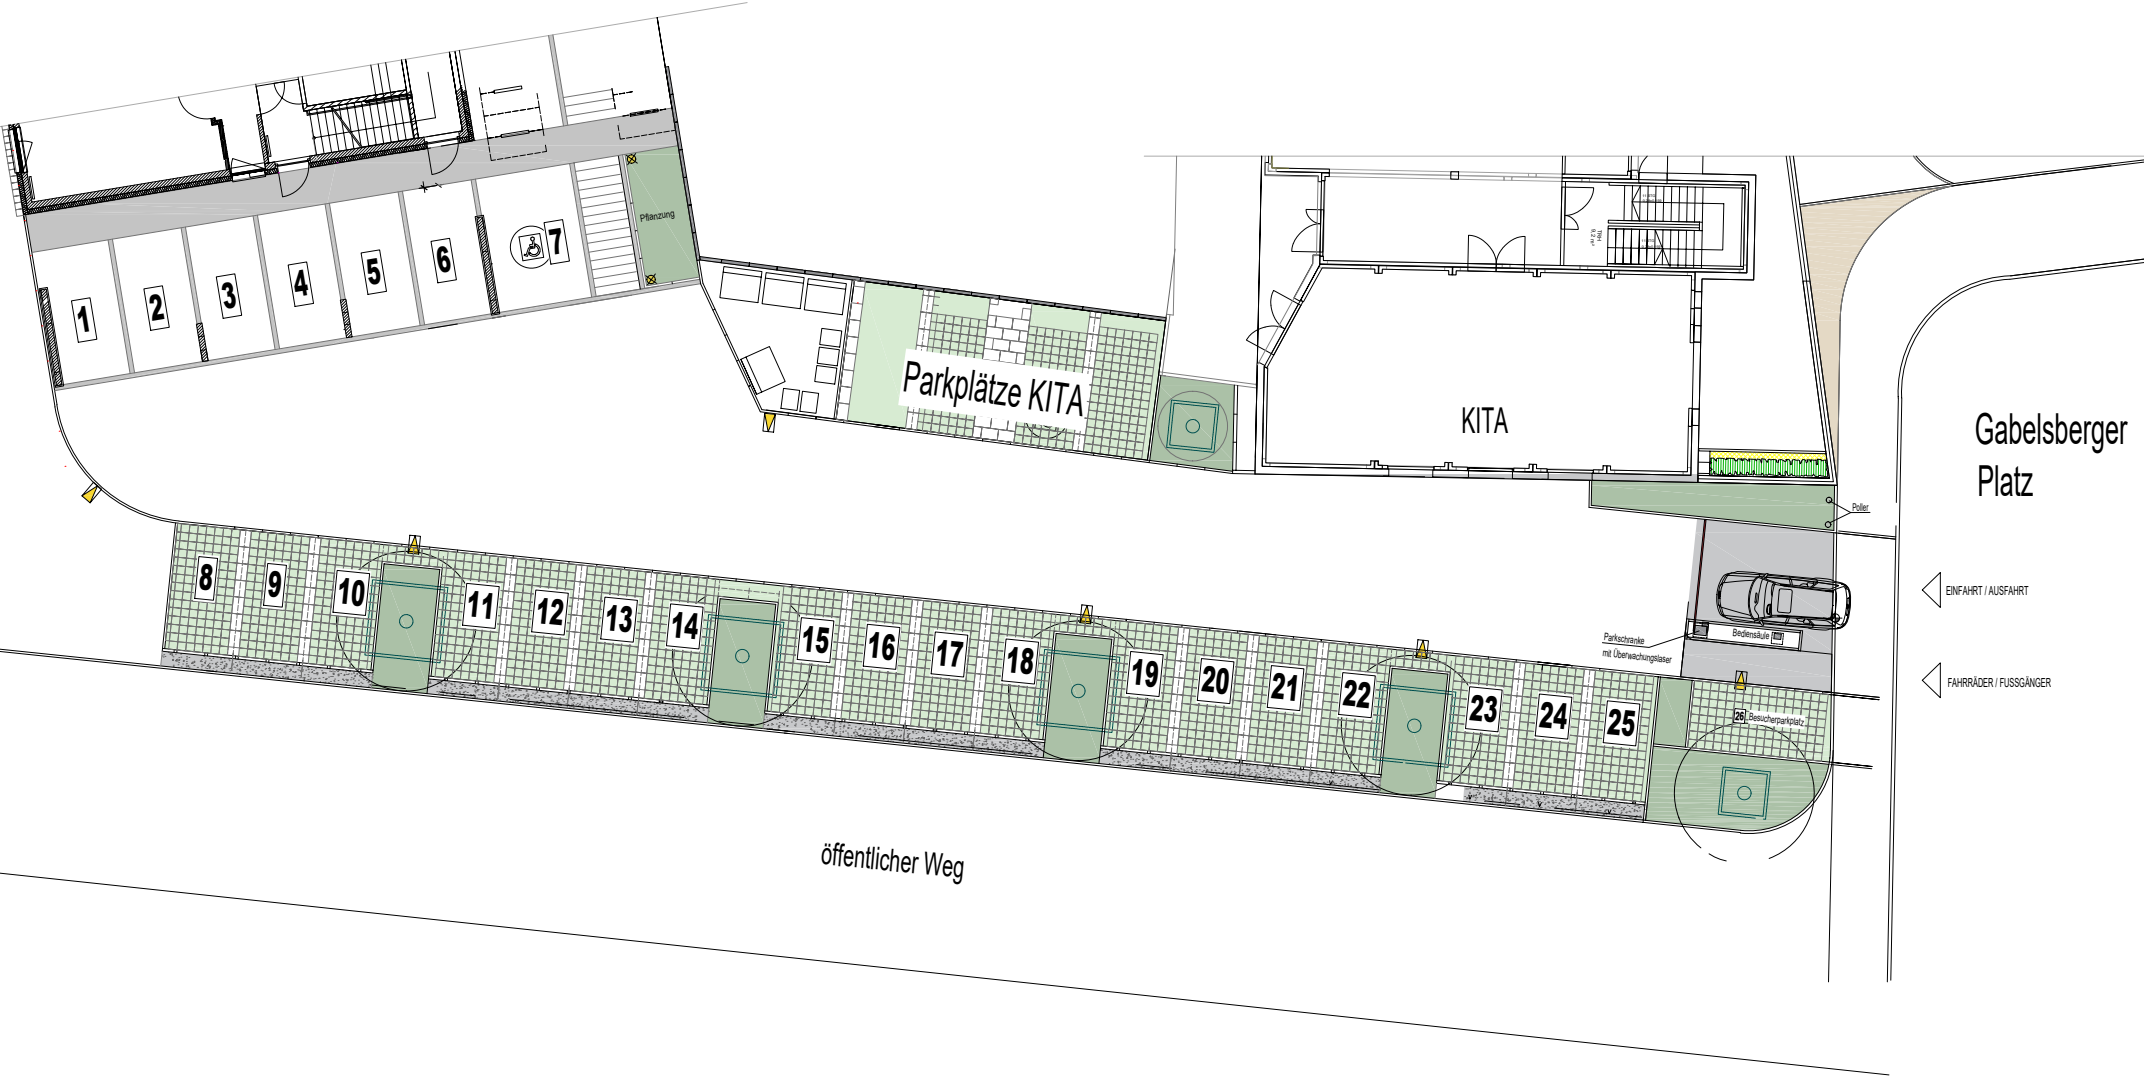 Pflanzung
1
2
3
4
5
6
7
Parkplätze KITA
KITA
Gabelsberger
Platz
Poller
EINFAHRT / AUSFAHRT
FAHRRÄDER / FUSSGÄNGER
Parkschranke
mit Überwachungslaser
Bediensäule
8
9
10
11
12
13
14
15
16
17
18
19
20
21
22
23
24
25
26 Besucherparkplatz
öffentlicher Weg